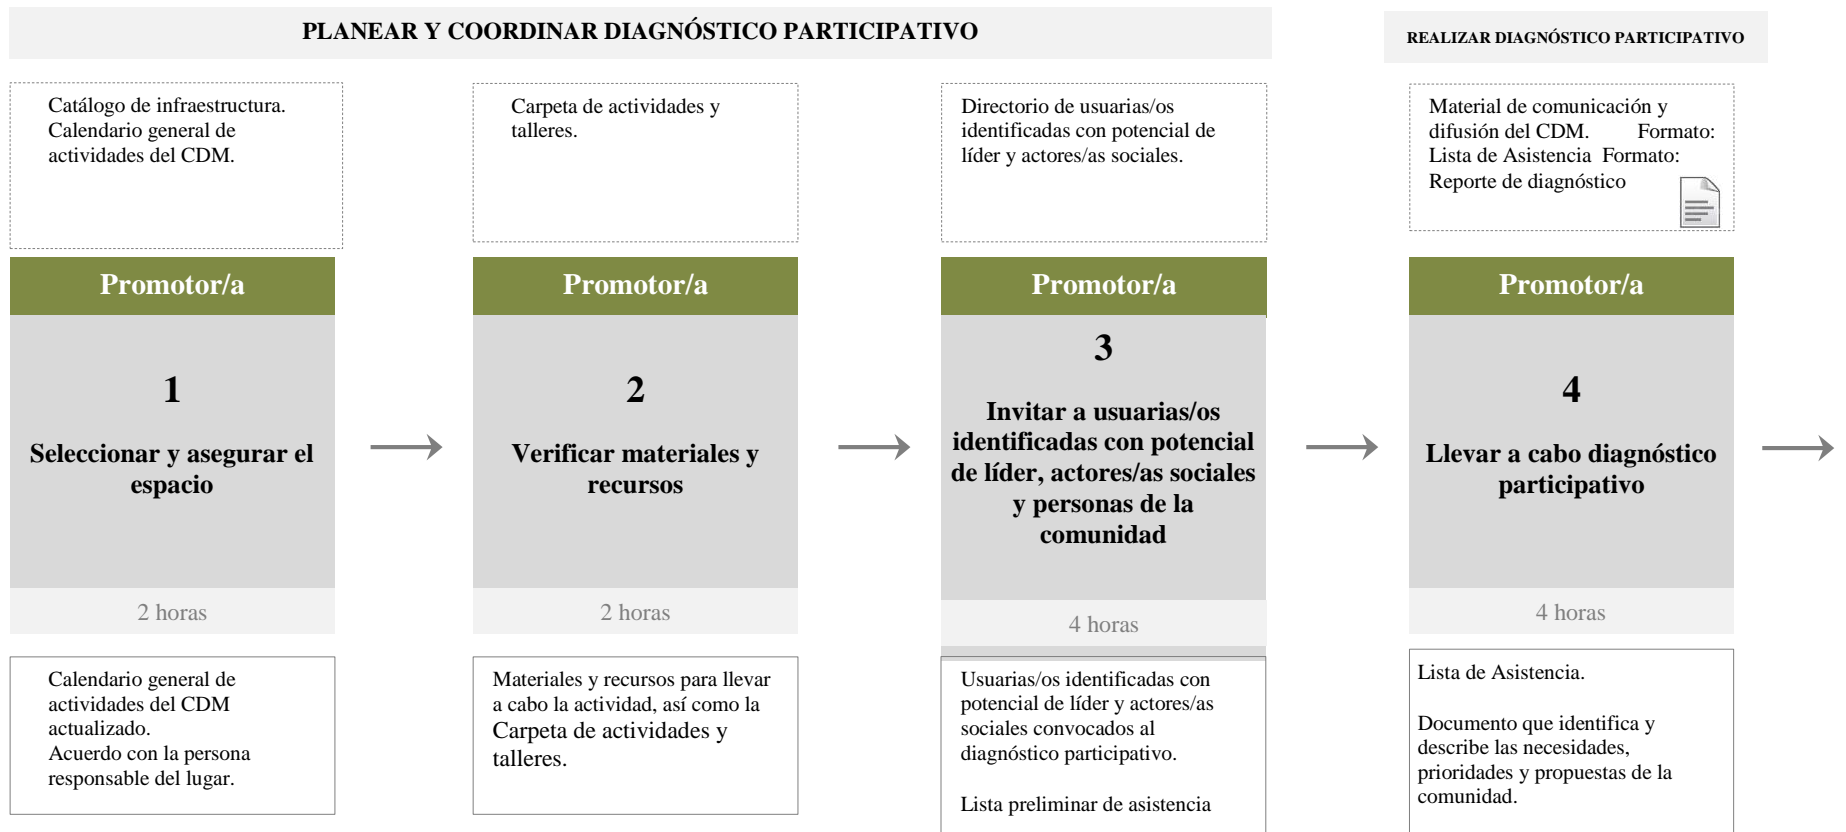 PLANEAR Y COORDINAR DIAGNÓSTICO PARTICIPATIVO
REALIZAR DIAGNÓSTICO PARTICIPATIVO
Catálogo de infraestructura.
Calendario general de
actividades del CDM.
Carpeta de actividades y
talleres.
Directorio de usuarias/os
identificadas con potencial de
líder y actores/as sociales.
Material de comunicación y
difusión del CDM. Formato:
Lista de Asistencia Formato:
Reporte de diagnóstico
Promotor/a
1
Seleccionar y asegurar el
espacio
2 horas
Promotor/a
2
Verificar materiales y
recursos
2 horas
Promotor/a
3
Invitar a usuarias/os
identificadas con potencial
de líder, actores/as sociales
y personas de la
comunidad
4 horas
Promotor/a
4
Llevar a cabo diagnóstico
participativo
4 horas
Calendario general de
actividades del CDM
actualizado.
Acuerdo con la persona
responsable del lugar.
Materiales y recursos para llevar
a cabo la actividad, así como la
Carpeta de actividades y
talleres.
Usuarias/os identificadas con
potencial de líder y actores/as
sociales convocados al
diagnóstico participativo.
Lista preliminar de asistencia
Lista de Asistencia.
Documento que identifica y
describe las necesidades,
prioridades y propuestas de la
comunidad.